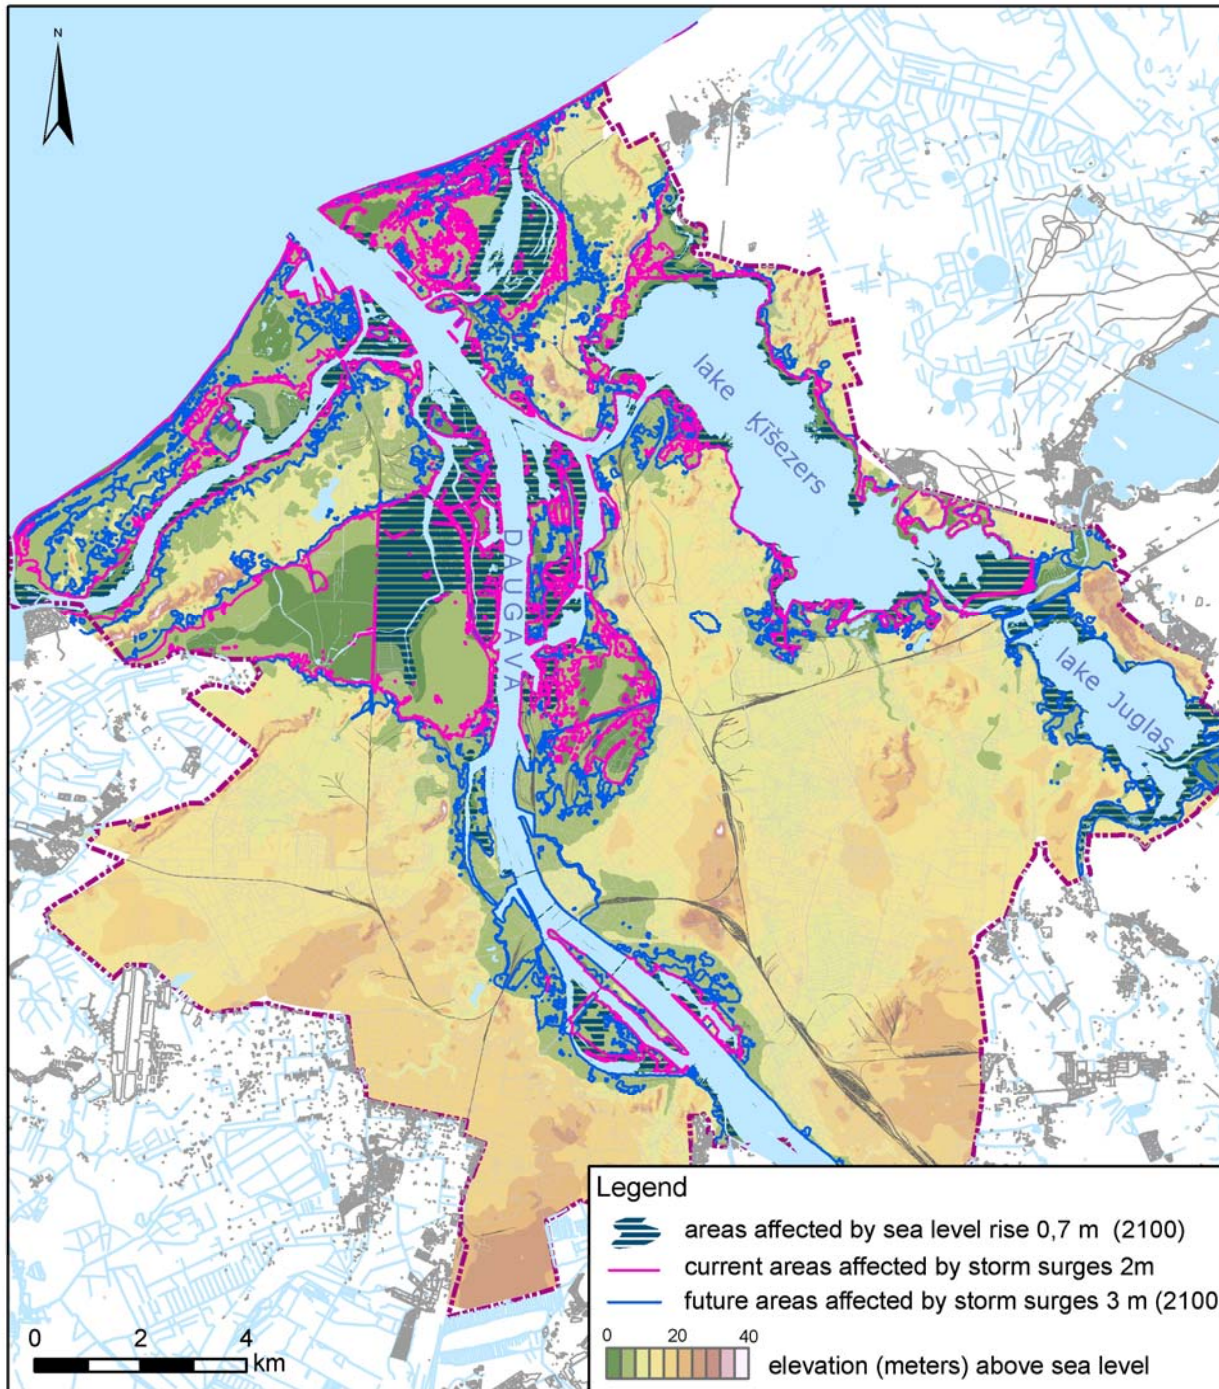 N
lake Ķīšezers
DAUGAVA
lake Juglas
Legend
areas affected by sea level rise 0,7 m (2100)
current areas affected by storm surges 2m
future areas affected by storm surges 3 m (2100
0 20 40
elevation (meters) above sea level
0 2 4
km